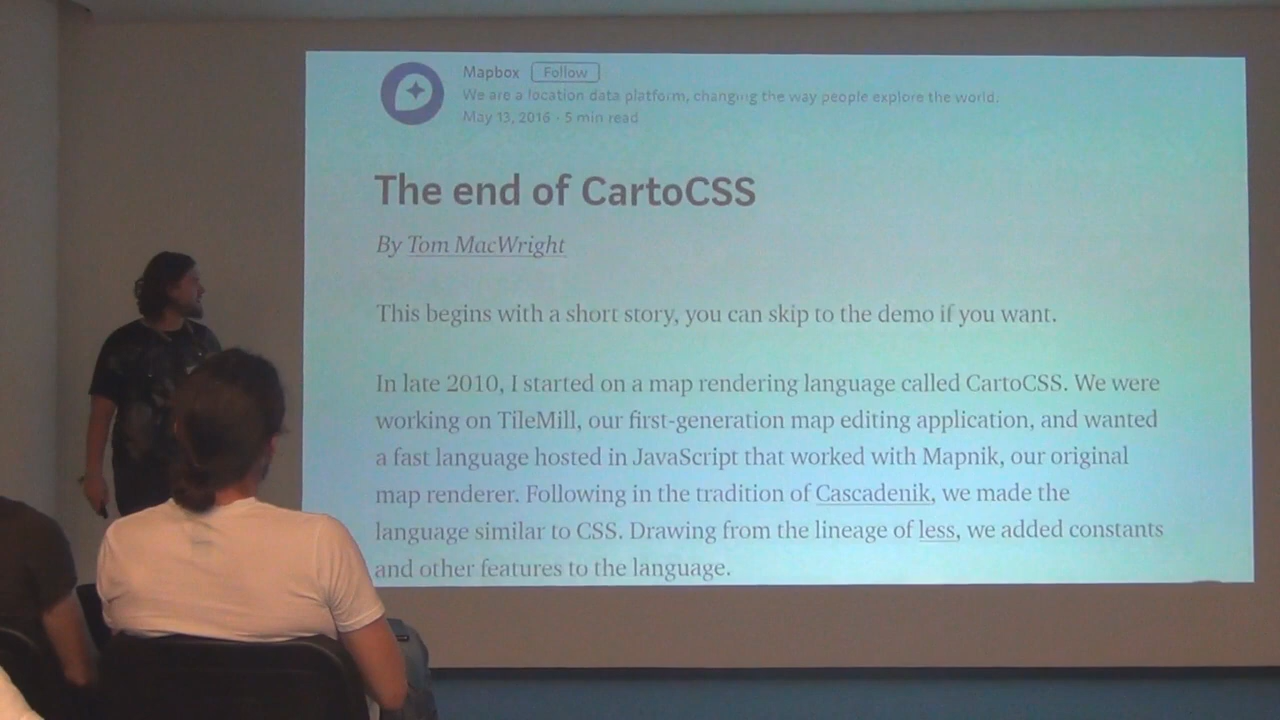 Mapbox Follow
We are a location data platform, changing the way people explore the world.
May 13, 2016 · 5 min read
The end of CartoCSS
By Tom MacWright
This begins with a short story, you can skip to the demo if you want.
In late 2010, I started on a map rendering language called CartoCSS. We were
working on TileMill, our first-generation map editing application, and wanted
a fast language hosted in JavaScript that worked with Mapnik, our original
map renderer. Following in the tradition of Cascadenik, we made the
language similar to CSS. Drawing from the lineage of less, we added constants
and other features to the language.